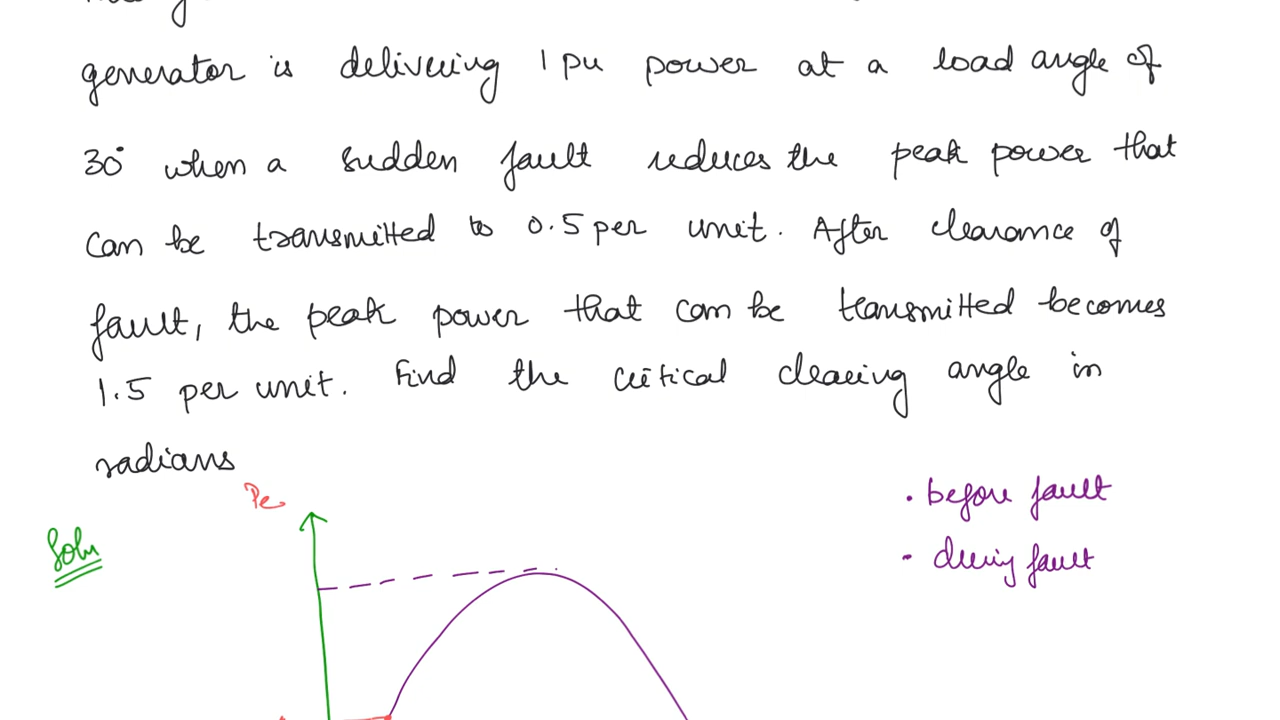 generator is delivering 1 pu power at a load angle of
30° when a sudden fault reduces the peak power that
can be transmitted to 0.5 per unit. After clearance of
fault, the peak power that can be transmitted becomes
1.5 per unit. Find the critical clearing angle in
radians
Pe
. before fault
Soln
- during fault